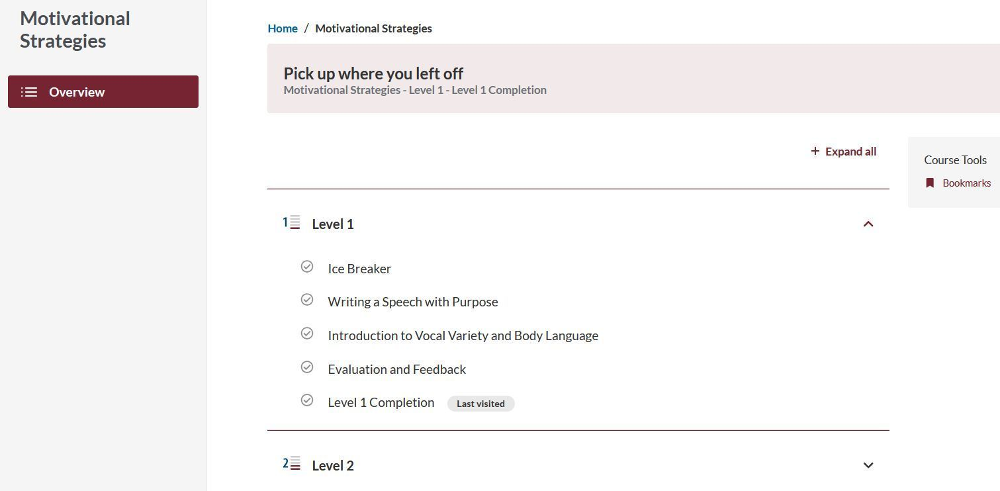 Motivational
Strategies
Overview
Home / Motivational Strategies
Pick up where you left off
Motivational Strategies - Level 1 - Level 1 Completion
+ Expand all
Course Tools
Bookmarks
1 Level 1
Ice Breaker
Writing a Speech with Purpose
Introduction to Vocal Variety and Body Language
Evaluation and Feedback
Level 1 Completion Last visited
2 Level 2